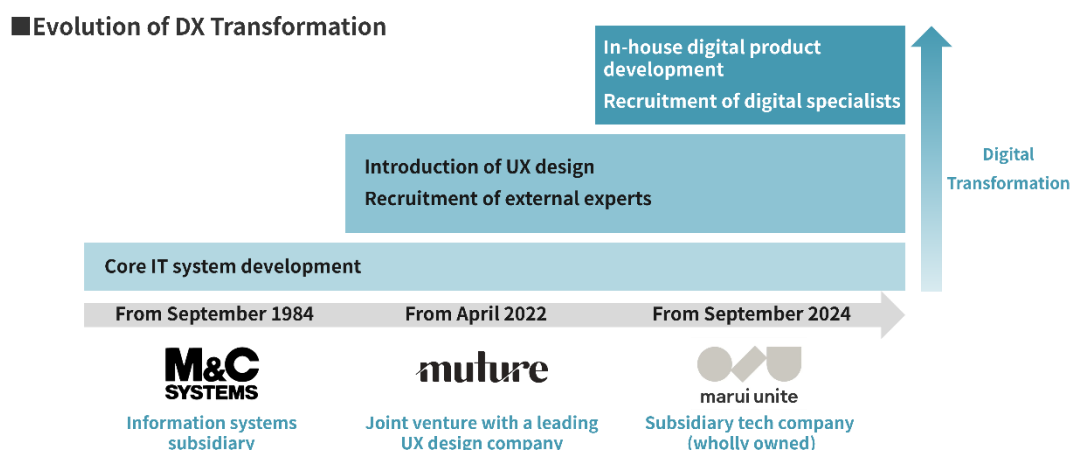 ■Evolution of DX Transformation
In-house digital product
development
Recruitment of digital specialists
Introduction of UX design
Recruitment of external experts
Digital
Transformation
Core IT system development
From September 1984
From April 2022
From September 2024
M&C
SYSTEMS
muture
marui unite
Information systems
subsidiary
Joint venture with a leading
UX design company
Subsidiary tech company
(wholly owned)